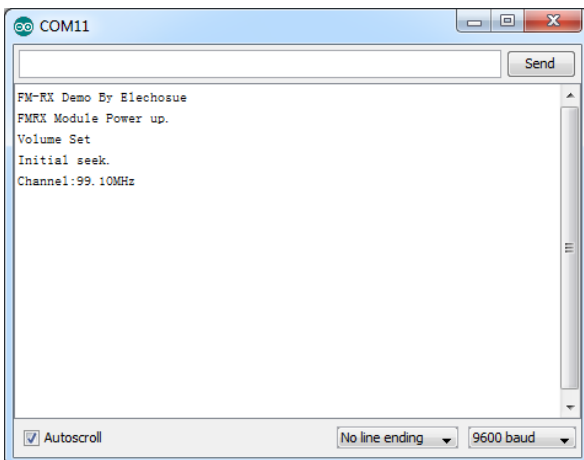 COM11
Send
FM-RX Demo By Elechosue
FMRX Module Power up.
Volume Set
Initial seek.
Channel:99.10MHz
Autoscroll
No line ending
9600 baud